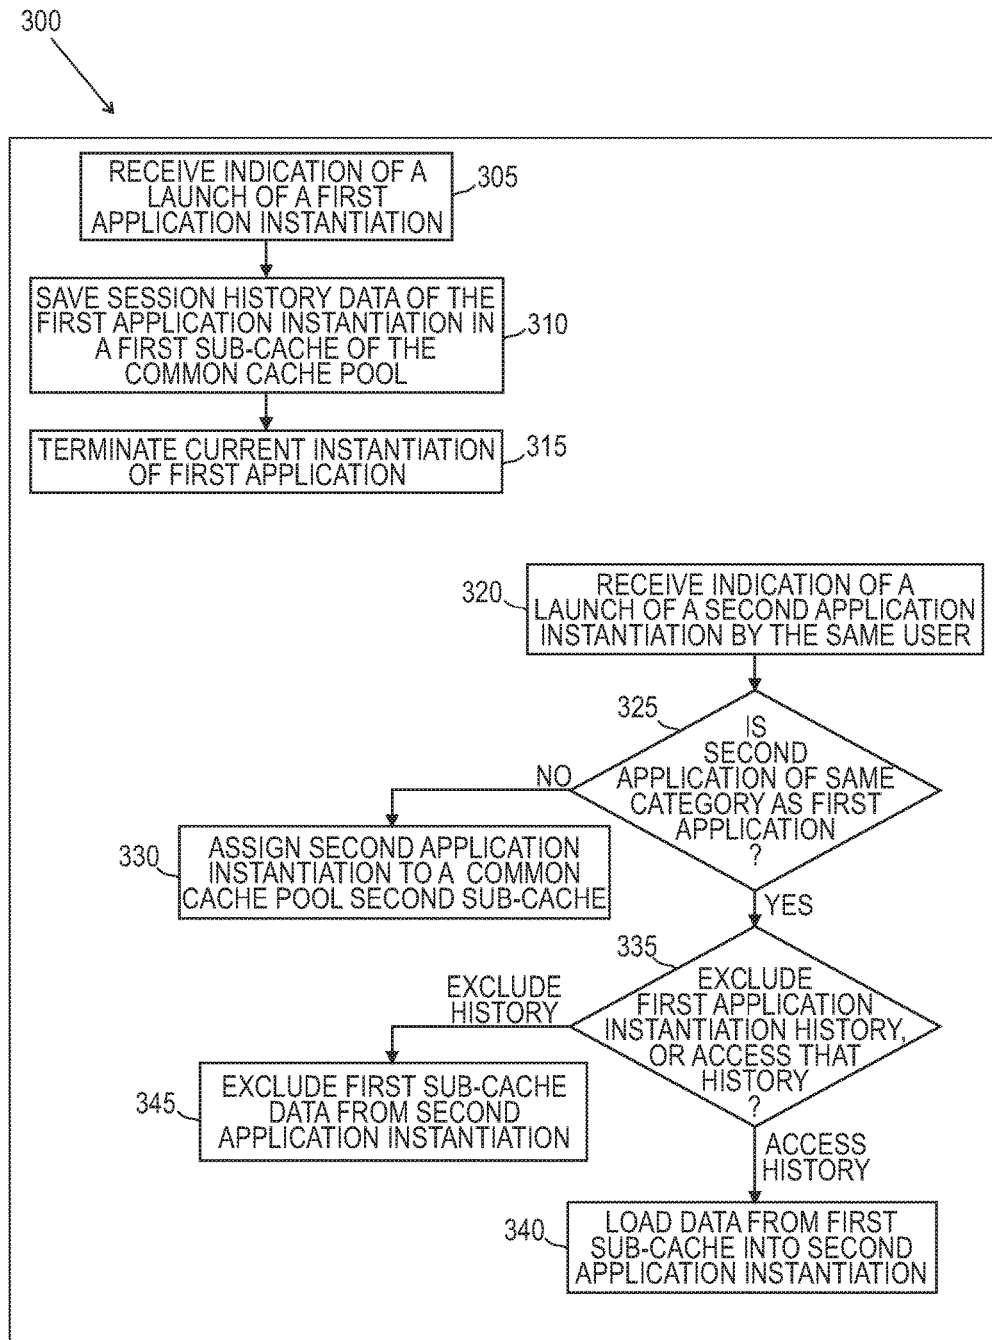 300
RECEIVE INDICATION OF A
LAUNCH OF A FIRST
APPLICATION INSTANTIATION
305
SAVE SESSION HISTORY DATA OF THE
FIRST APPLICATION INSTANTIATION IN
A FIRST SUB-CACHE OF THE
COMMON CACHE POOL
310
TERMINATE CURRENT INSTANTIATION
OF FIRST APPLICATION
315
320
RECEIVE INDICATION OF A
LAUNCH OF A SECOND APPLICATION
INSTANTIATION BY THE SAME USER
325
IS
SECOND
APPLICATION OF SAME
CATEGORY AS FIRST
APPLICATION
?
NO
330
ASSIGN SECOND APPLICATION
INSTANTIATION TO A COMMON
CACHE POOL SECOND SUB-CACHE
YES
335
EXCLUDE
FIRST APPLICATION
INSTANTIATION HISTORY,
OR ACCESS THAT
HISTORY
?
EXCLUDE
HISTORY
345
EXCLUDE FIRST SUB-CACHE
DATA FROM SECOND
APPLICATION INSTANTIATION
ACCESS
HISTORY
340
LOAD DATA FROM FIRST
SUB-CACHE INTO SECOND
APPLICATION INSTANTIATION